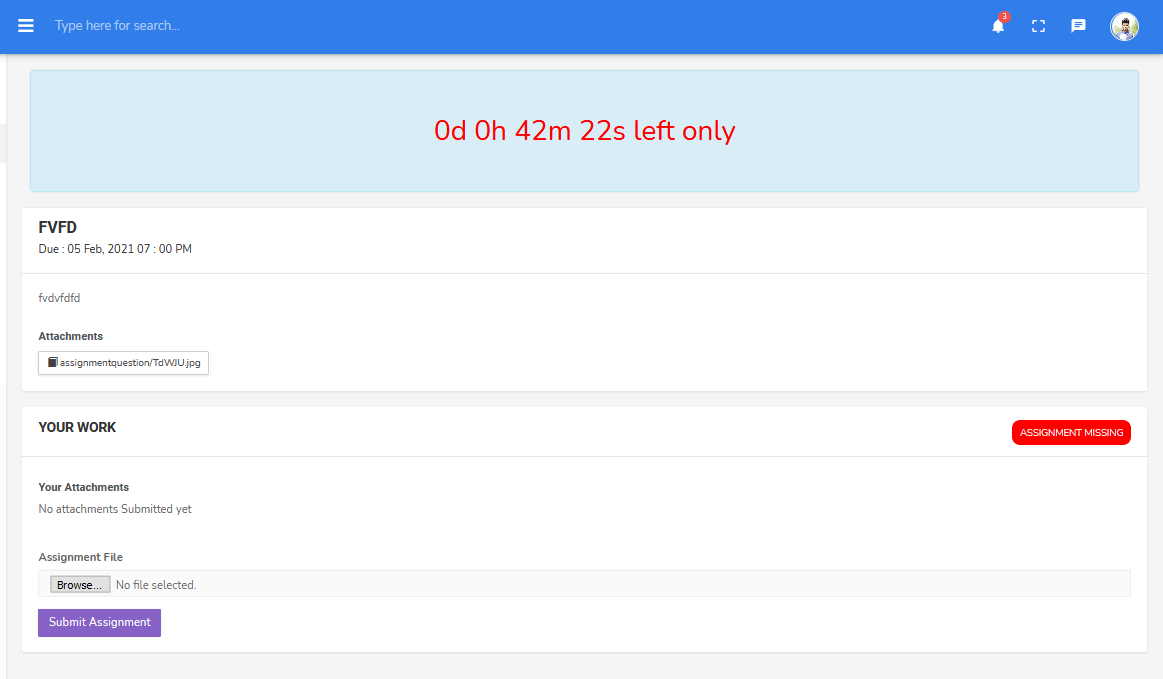 Type here for search...
3
0d 0h 42m 22s left only
FVFD
Due : 05 Feb, 2021 07 : 00 PM
fvdvfdfd
Attachments
assignmentquestion/TdWJU.jpg
YOUR WORK
ASSIGNMENT MISSING
Your Attachments
No attachments Submitted yet
Assignment File
Browse... No file selected.
Submit Assignment